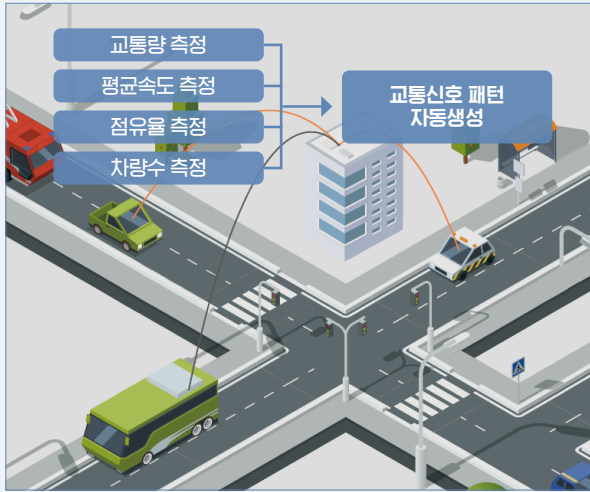 교통량 측정
평균속도 측정
점유율 측정
차량수 측정
교통신호 패턴
자동생성